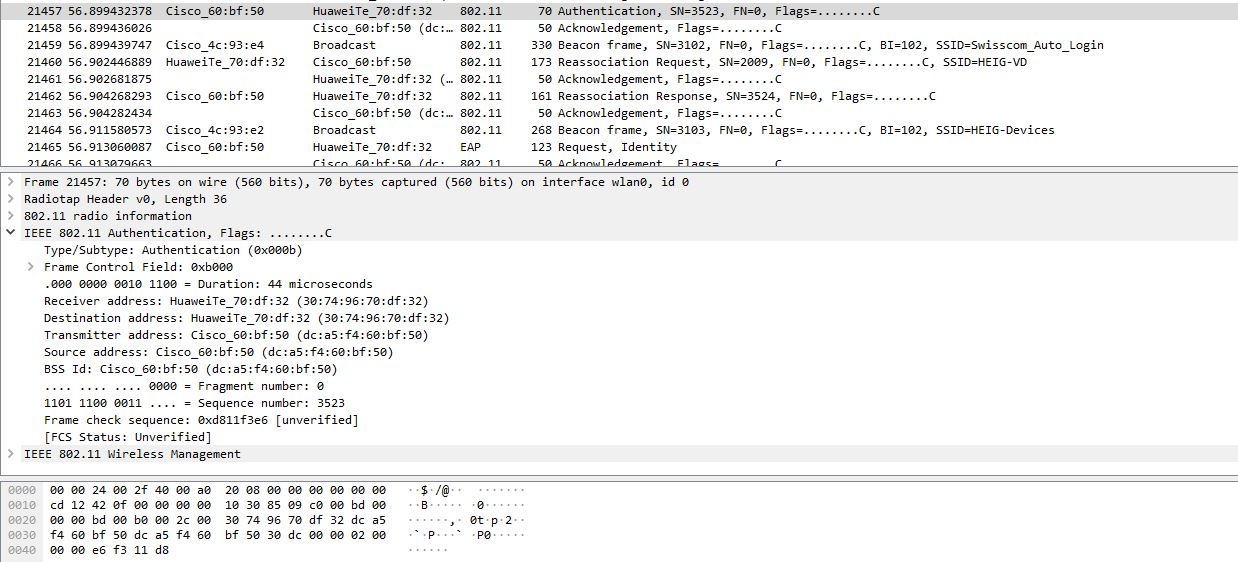 21457 56.899432378 Cisco_60:bf:50 HuaweiTe_70:df:32 802.11 70 Authentication, SN=3523, FN=0, Flags=........C
21458 56.899436026 Cisco_60:bf:50 (dc:… 802.11 50 Acknowledgement, Flags=........C
21459 56.899439747 Cisco_4c:93:e4 Broadcast 802.11 330 Beacon frame, SN=3102, FN=0, Flags=........C, BI=102, SSID=Swisscom_Auto_Login
21460 56.902446889 HuaweiTe_70:df:32 Cisco_60:bf:50 802.11 173 Reassociation Request, SN=2009, FN=0, Flags=........C, SSID=HEIG-VD
21461 56.902681875 HuaweiTe_70:df:32 (… 802.11 50 Acknowledgement, Flags=........C
21462 56.904268293 Cisco_60:bf:50 HuaweiTe_70:df:32 802.11 161 Reassociation Response, SN=3524, FN=0, Flags=........C
21463 56.904282434 Cisco_60:bf:50 (dc:… 802.11 50 Acknowledgement, Flags=........C
21464 56.911580573 Cisco_4c:93:e2 Broadcast 802.11 268 Beacon frame, SN=3103, FN=0, Flags=........C, BI=102, SSID=HEIG-Devices
21465 56.913060087 Cisco_60:bf:50 HuaweiTe_70:df:32 EAP 123 Request, Identity
21466 56.913079663 Cisco_60:bf:50 (dc: 802.11 50 Acknowledgement, Flags=........C
Frame 21457: 70 bytes on wire (560 bits), 70 bytes captured (560 bits) on interface wlan0, id 0
Radiotap Header v0, Length 36
802.11 radio information
IEEE 802.11 Authentication, Flags: ........C
Type/Subtype: Authentication (0x000b)
Frame Control Field: 0xb000
.000 0000 0010 1100 = Duration: 44 microseconds
Receiver address: HuaweiTe_70:df:32 (30:74:96:70:df:32)
Destination address: HuaweiTe_70:df:32 (30:74:96:70:df:32)
Transmitter address: Cisco_60:bf:50 (dc:a5:f4:60:bf:50)
Source address: Cisco_60:bf:50 (dc:a5:f4:60:bf:50)
BSS Id: Cisco_60:bf:50 (dc:a5:f4:60:bf:50)
.... .... .... 0000 = Fragment number: 0
1101 1100 0011 .... = Sequence number: 3523
Frame check sequence: 0xd811f3e6 [unverified]
[FCS Status: Unverified]
IEEE 802.11 Wireless Management
0000 00 00 24 00 2f 40 00 a0 20 08 00 00 00 00 00 00 ··$·/@·· ·······
0010 cd 12 42 0f 00 00 00 00 10 30 85 09 c0 00 bd 00 ··B····· ·0······
0020 00 00 bd 00 b0 00 2c 00 30 74 96 70 df 32 dc a5 ······,· 0t·p·2··
0030 f4 60 bf 50 dc a5 f4 60 bf 50 30 dc 00 00 02 00 ·`·P···` ·P0·····
0040 00 00 e6 f3 11 d8 ······